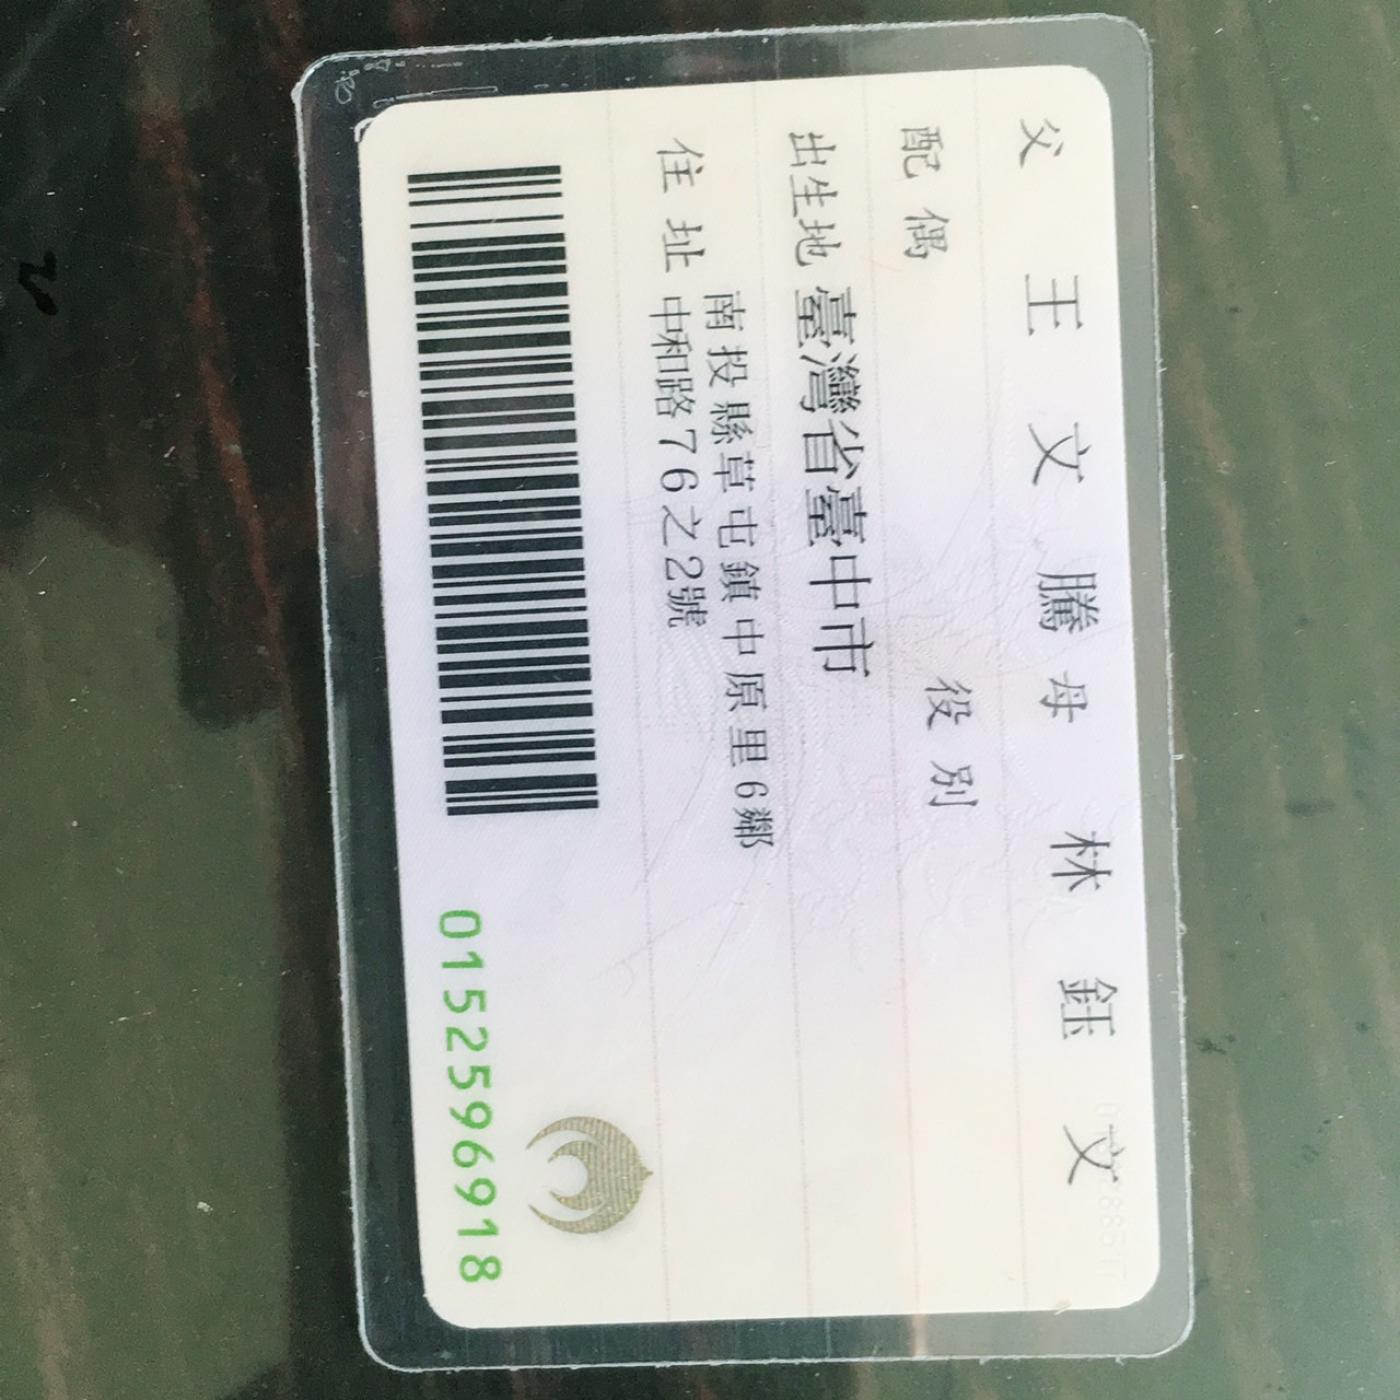 父 王文騰 母 林鈺文
配偶 役別
出生地 臺灣省臺中市
住址 南投縣草屯鎮中原里6鄰
中和路76之2號
0152596918